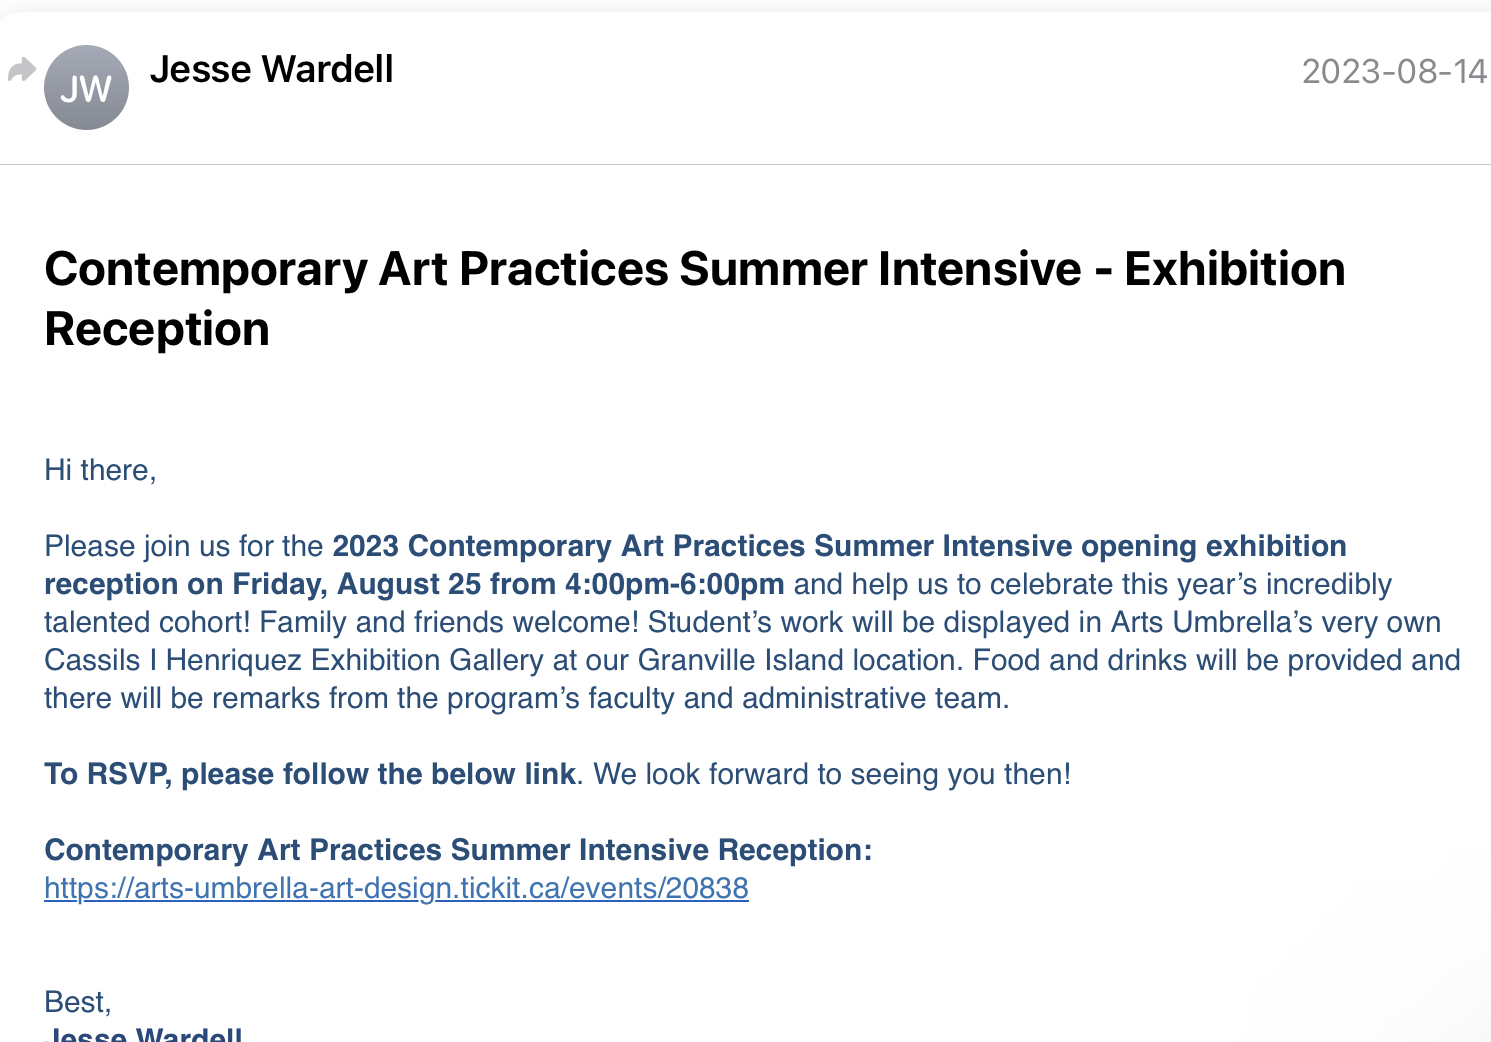 JW
Jesse Wardell
2023-08-14
Contemporary Art Practices Summer Intensive - Exhibition
Reception
Hi there,
Please join us for the 2023 Contemporary Art Practices Summer Intensive opening exhibition
reception on Friday, August 25 from 4:00pm-6:00pm and help us to celebrate this year’s incredibly
talented cohort! Family and friends welcome! Student’s work will be displayed in Arts Umbrella’s very own
Cassils I Henriquez Exhibition Gallery at our Granville Island location. Food and drinks will be provided and
there will be remarks from the program’s faculty and administrative team.
To RSVP, please follow the below link. We look forward to seeing you then!
Contemporary Art Practices Summer Intensive Reception:
https://arts-umbrella-art-design.tickit.ca/events/20838
Best,
Jesse Wardell